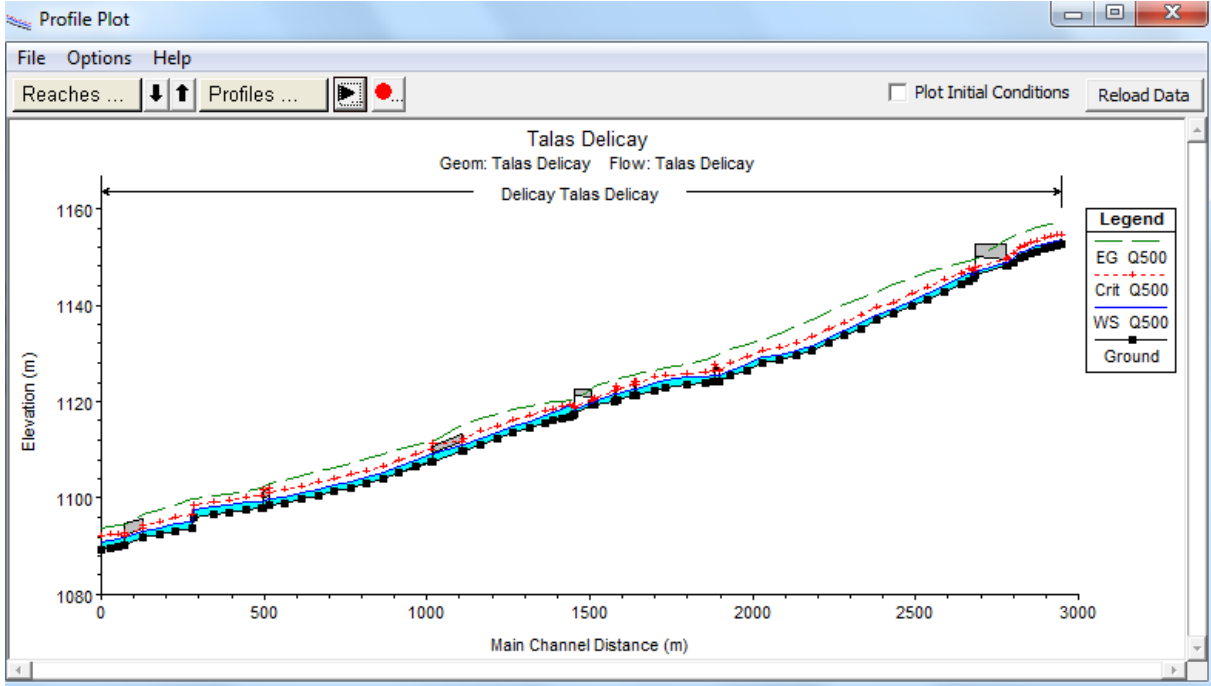 Profile Plot
File Options Help
Reaches ... Profiles ... ... Plot Initial Conditions Reload Data
Talas Delicay
Geom: Talas Delicay Flow: Talas Delicay
Delicay Talas Delicay
1160
1140
1120
1100
1080
Elevation (m)
0 500 1000 1500 2000 2500 3000
Main Channel Distance (m)
Legend
EG Q500
Crit Q500
WS Q500
Ground